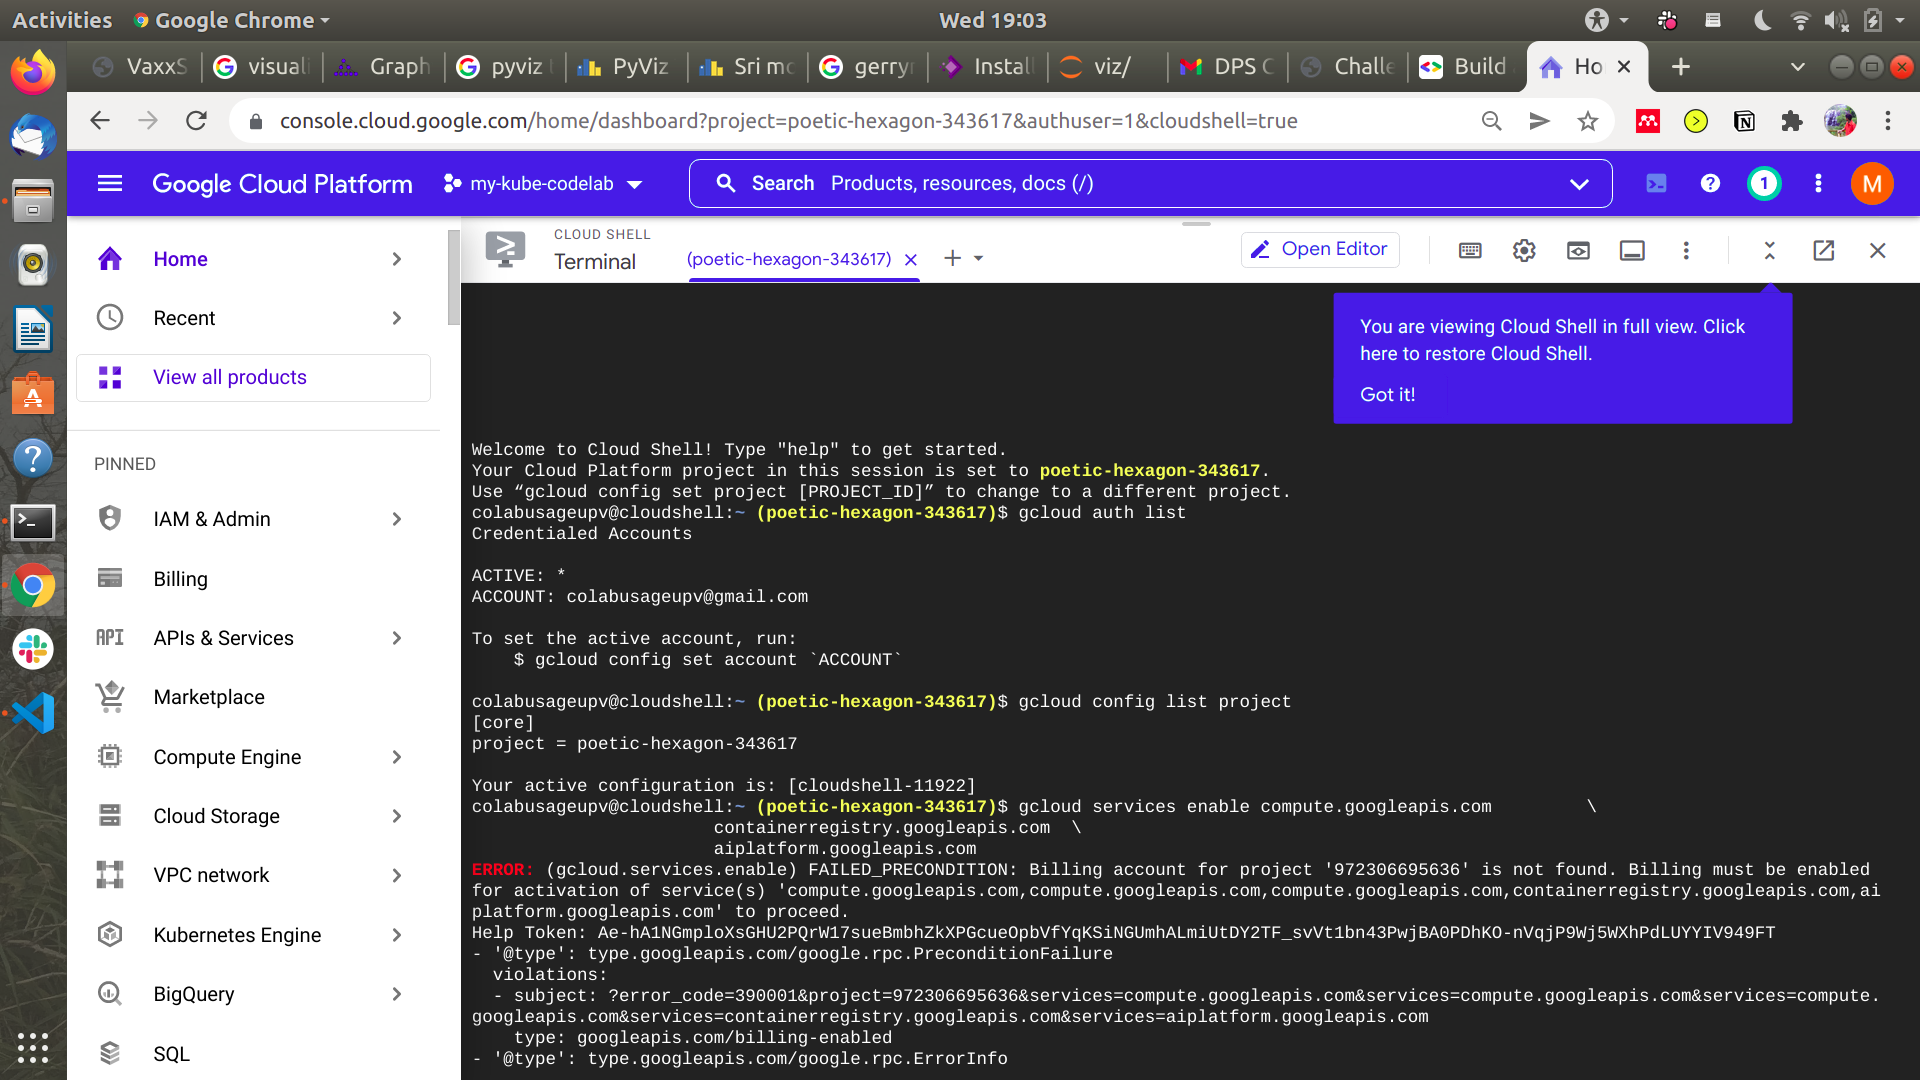 Activities
Google Chrome
Wed 19:03
VaxxS
visuali
Graph
pyviz t
PyViz
Sri mo
gerryr
Instal
viz/
DPS C
Challe
Build
Ho
console.cloud.google.com/home/dashboard?project=poetic-hexagon-343617&authuser=1&cloudshell=true
Google Cloud Platform
my-kube-codelab
Search Products, resources, docs (/)
1
M
Home
Recent
View all products
PINNED
IAM & Admin
Billing
API
APIs & Services
Marketplace
Compute Engine
Cloud Storage
VPC network
Kubernetes Engine
BigQuery
SQL
CLOUD SHELL
Terminal
(poetic-hexagon-343617)
Open Editor
You are viewing Cloud Shell in full view. Click
here to restore Cloud Shell.
Got it!
Welcome to Cloud Shell! Type "help" to get started.
Your Cloud Platform project in this session is set to poetic-hexagon-343617.
Use “gcloud config set project [PROJECT_ID]” to change to a different project.
colabusageupv@cloudshell:~ (poetic-hexagon-343617)$ gcloud auth list
Credentialed Accounts
ACTIVE: *
ACCOUNT: colabusageupv@gmail.com
To set the active account, run:
$ gcloud config set account `ACCOUNT`
colabusageupv@cloudshell:~ (poetic-hexagon-343617)$ gcloud config list project
[core]
project = poetic-hexagon-343617
Your active configuration is: [cloudshell-11922]
colabusageupv@cloudshell:~ (poetic-hexagon-343617)$ gcloud services enable compute.googleapis.com \
containerregistry.googleapis.com \
aiplatform.googleapis.com
ERROR: (gcloud.services.enable) FAILED_PRECONDITION: Billing account for project '972306695636' is not found. Billing must be enabled
for activation of service(s) 'compute.googleapis.com,compute.googleapis.com,compute.googleapis.com,containerregistry.googleapis.com,ai
platform.googleapis.com' to proceed.
Help Token: Ae-hA1NGmploXsGHU2PQrW17sueBmbhZkXPGcueOpbVfYqKSiNGUmhALmiUtDY2TF_svVt1bn43PwjBA0PDhKO-nVqjP9Wj5WXhPdLUYYIV949FT
- '@type': type.googleapis.com/google.rpc.PreconditionFailure
violations:
- subject: ?error_code=390001&project=972306695636&services=compute.googleapis.com&services=compute.googleapis.com&services=compute.
googleapis.com&services=containerregistry.googleapis.com&services=aiplatform.googleapis.com
type: googleapis.com/billing-enabled
- '@type': type.googleapis.com/google.rpc.ErrorInfo